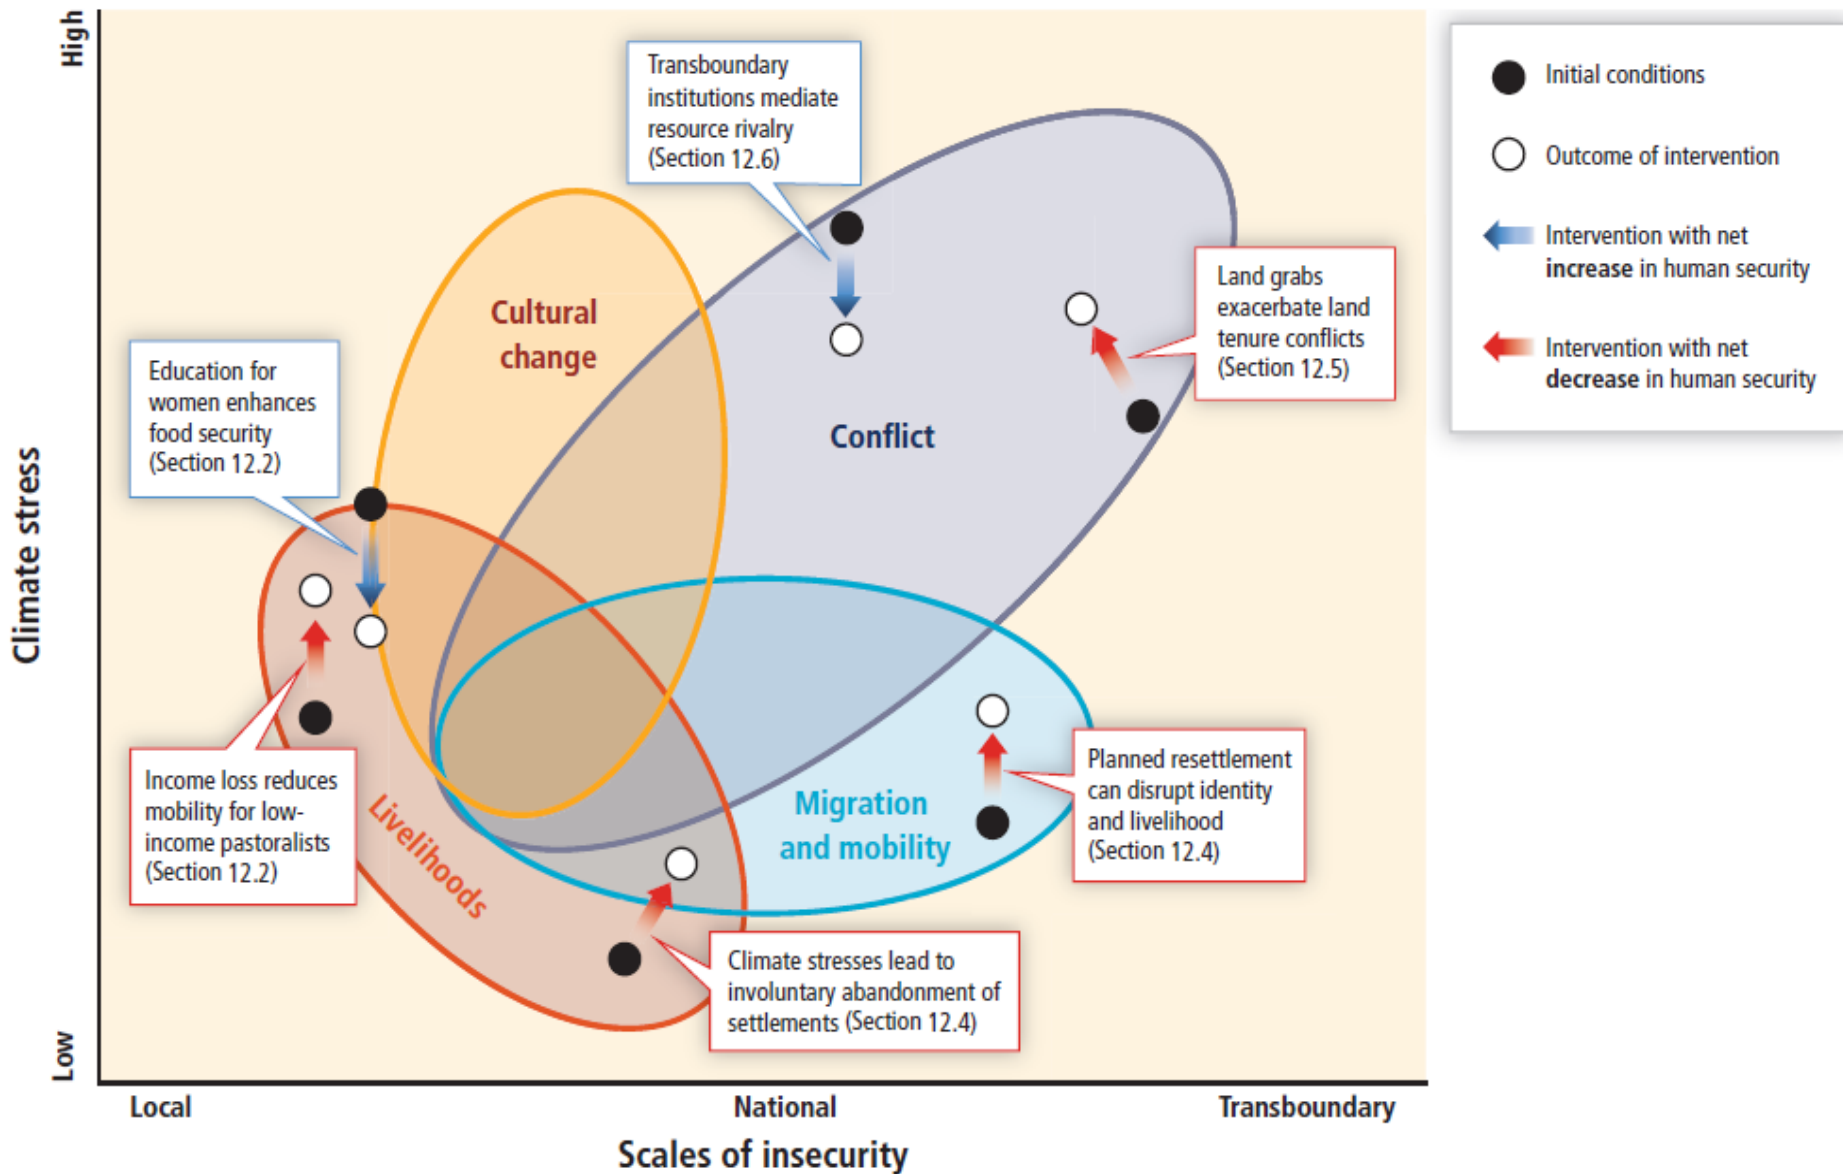 High
Climate stress
Low
Transboundary
institutions mediate
resource rivalry
(Section 12.6)
Cultural
change
Education for
women enhances
food security
(Section 12.2)
Conflict
Land grabs
exacerbate land
tenure conflicts
(Section 12.5)
Income loss reduces
mobility for low-
income pastoralists
(Section 12.2)
Livelihoods
Migration
and mobility
Planned resettlement
can disrupt identity
and livelihood
(Section 12.4)
Climate stresses lead to
involuntary abandonment of
settlements (Section 12.4)
Local
National
Transboundary
Scales of insecurity
Initial conditions
Outcome of intervention
Intervention with net
increase in human security
Intervention with net
decrease in human security